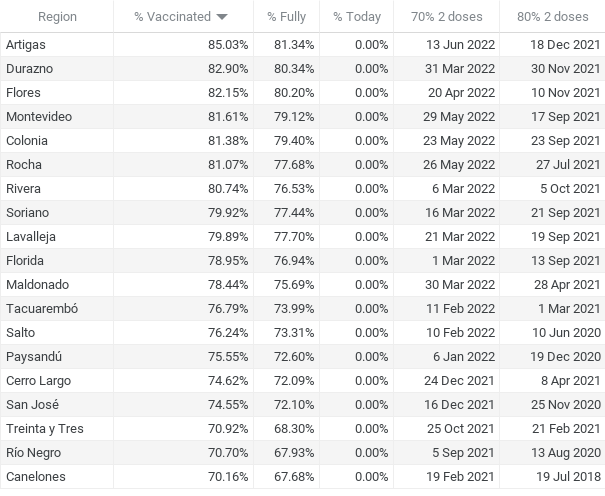 Region % Vaccinated % Fully % Today 70% 2 doses 80% 2 doses
Artigas 85.03% 81.34% 0.00% 13 Jun 2022 18 Dec 2021
Durazno 82.90% 80.34% 0.00% 31 Mar 2022 30 Nov 2021
Flores 82.15% 80.20% 0.00% 20 Apr 2022 10 Nov 2021
Montevideo 81.61% 79.12% 0.00% 29 May 2022 17 Sep 2021
Colonia 81.38% 79.40% 0.00% 23 May 2022 23 Sep 2021
Rocha 81.07% 77.68% 0.00% 26 May 2022 27 Jul 2021
Rivera 80.74% 76.53% 0.00% 6 Mar 2022 5 Oct 2021
Soriano 79.92% 77.44% 0.00% 16 Mar 2022 21 Sep 2021
Lavalleja 79.89% 77.70% 0.00% 21 Mar 2022 19 Sep 2021
Florida 78.95% 76.94% 0.00% 1 Mar 2022 13 Sep 2021
Maldonado 78.44% 75.69% 0.00% 30 Mar 2022 28 Apr 2021
Tacuarembó 76.79% 73.99% 0.00% 11 Feb 2022 1 Mar 2021
Salto 76.24% 73.31% 0.00% 10 Feb 2022 10 Jun 2020
Paysandú 75.55% 72.60% 0.00% 6 Jan 2022 19 Dec 2020
Cerro Largo 74.62% 72.09% 0.00% 24 Dec 2021 8 Apr 2021
San José 74.55% 72.10% 0.00% 16 Dec 2021 25 Nov 2020
Treinta y Tres 70.92% 68.30% 0.00% 25 Oct 2021 21 Feb 2021
Río Negro 70.70% 67.93% 0.00% 5 Sep 2021 13 Aug 2020
Canelones 70.16% 67.68% 0.00% 19 Feb 2021 19 Jul 2018